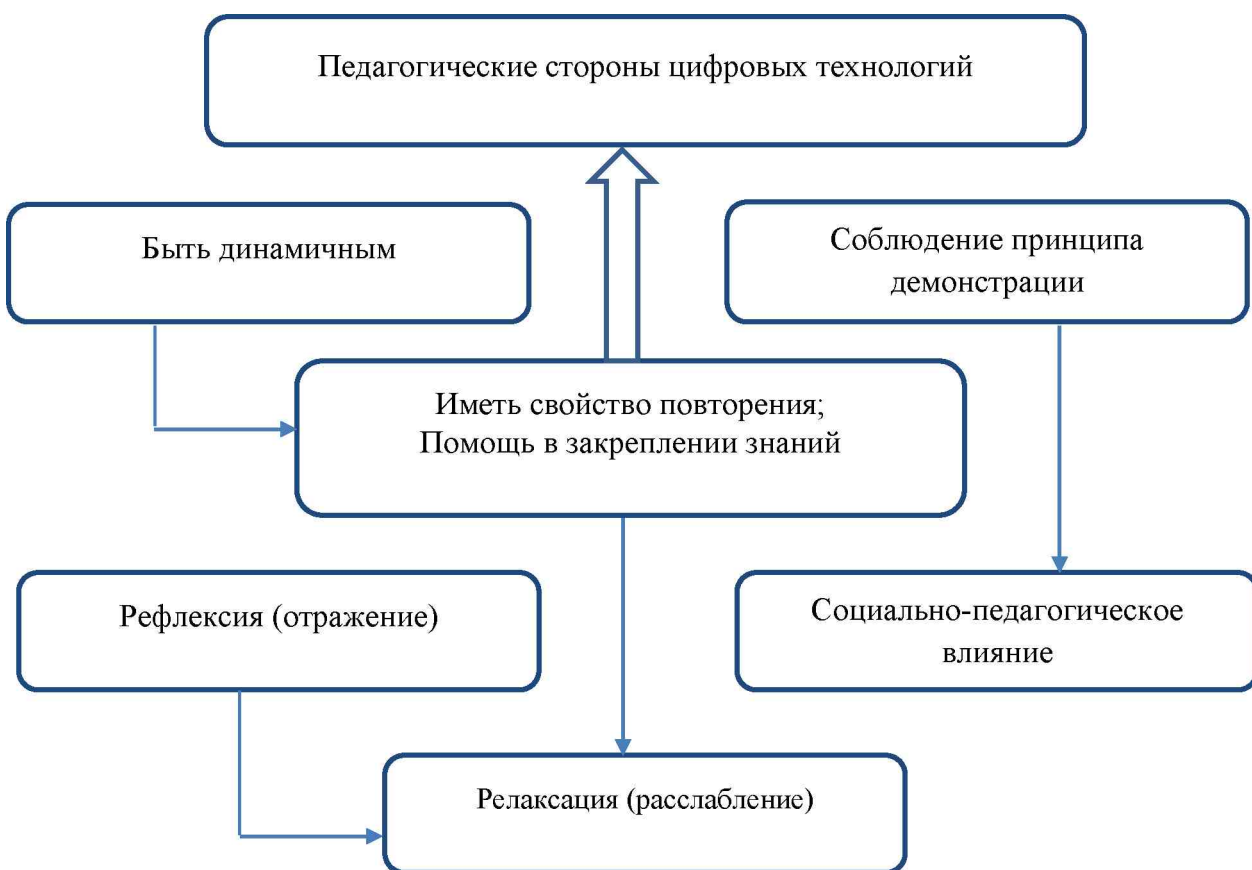 Педагогические стороны цифровых технологий
Быть динамичным
Соблюдение принципа
демонстрации
Иметь свойство повторения;
Помощь в закреплении знаний
Рефлексия (отражение)
Социально-педагогическое
влияние
Релаксация (расслабление)